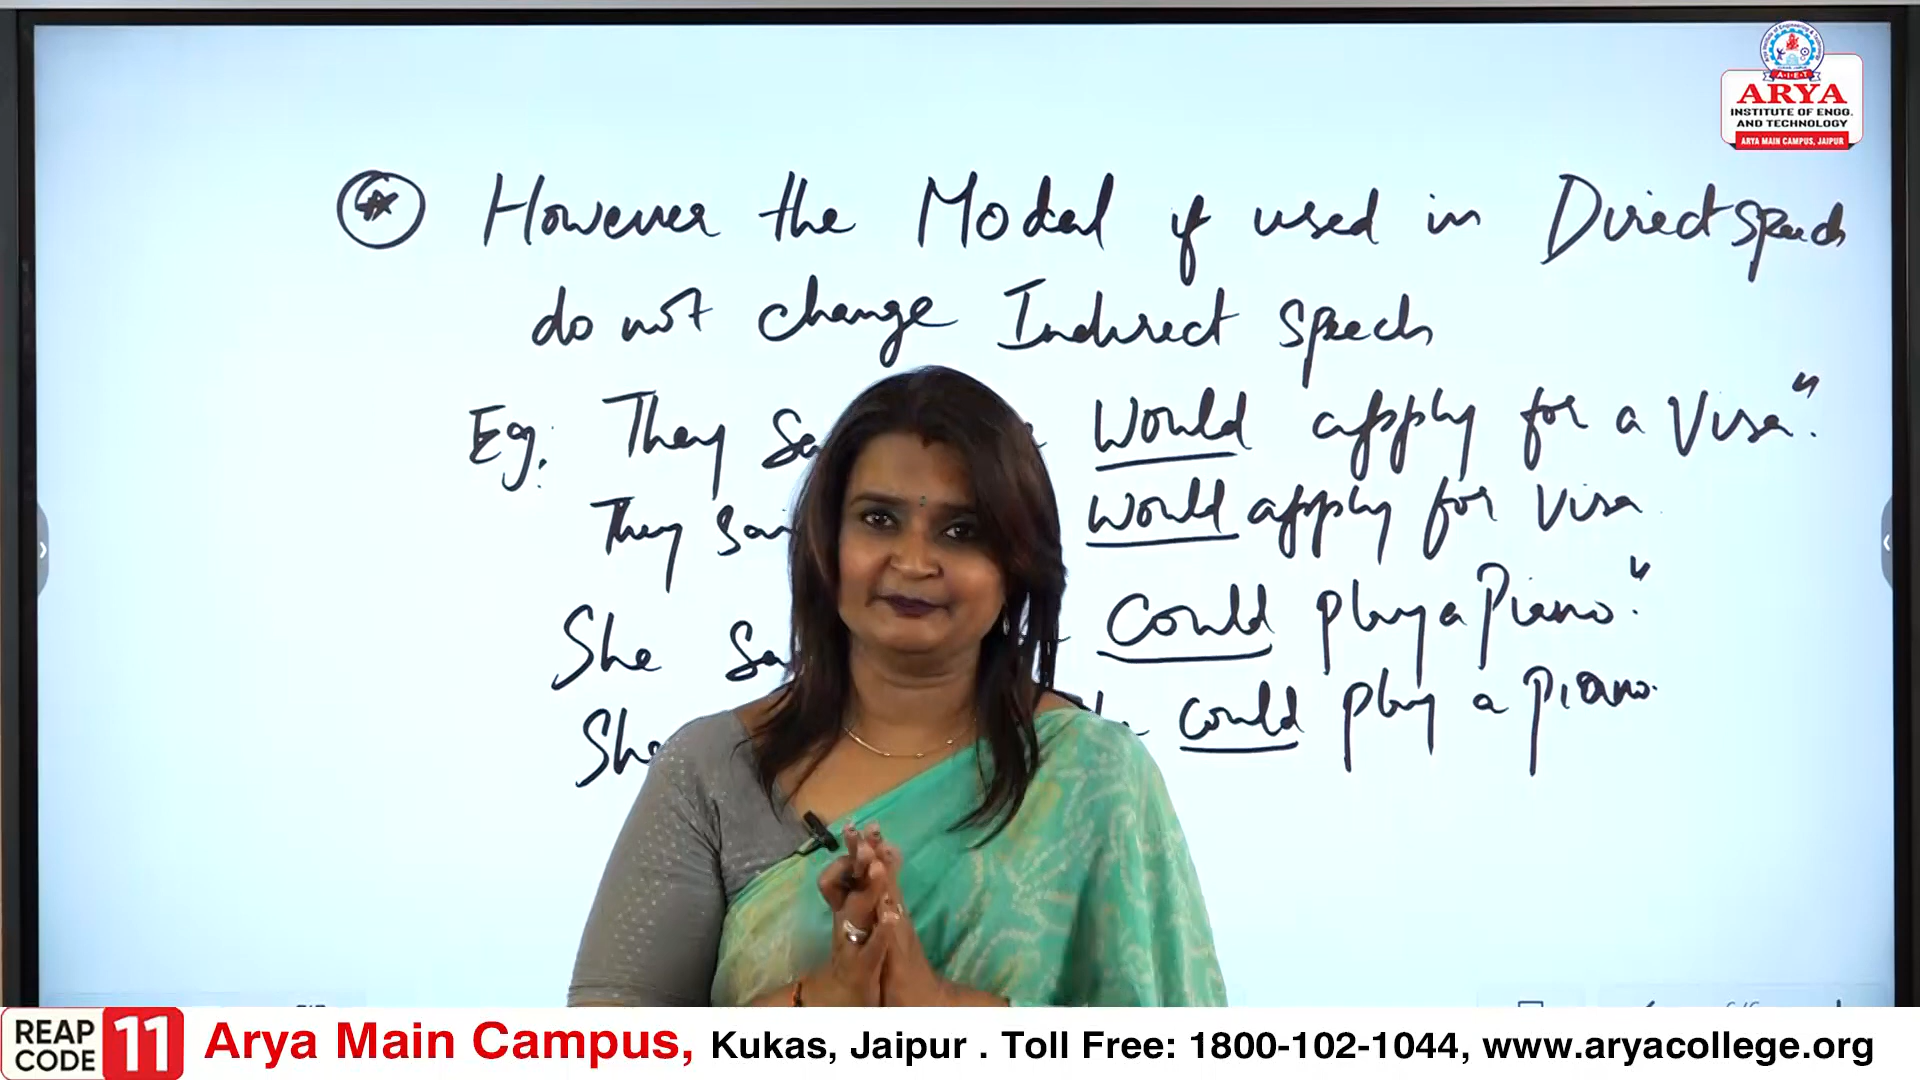 ARYA
INSTITUTE OF ENGG.
AND TECHNOLOGY
ARYA MAIN CAMPUS, JAIPUR
However the Modal if used in Direct speech
do not change Indirect speech
Eg: They would apply for a Visa".
They would apply for Visa
She could play a Piano."
She could play a piano.
REAP CODE 11 Arya Main Campus, Kukas, Jaipur . Toll Free: 1800-102-1044, www.aryacollege.org